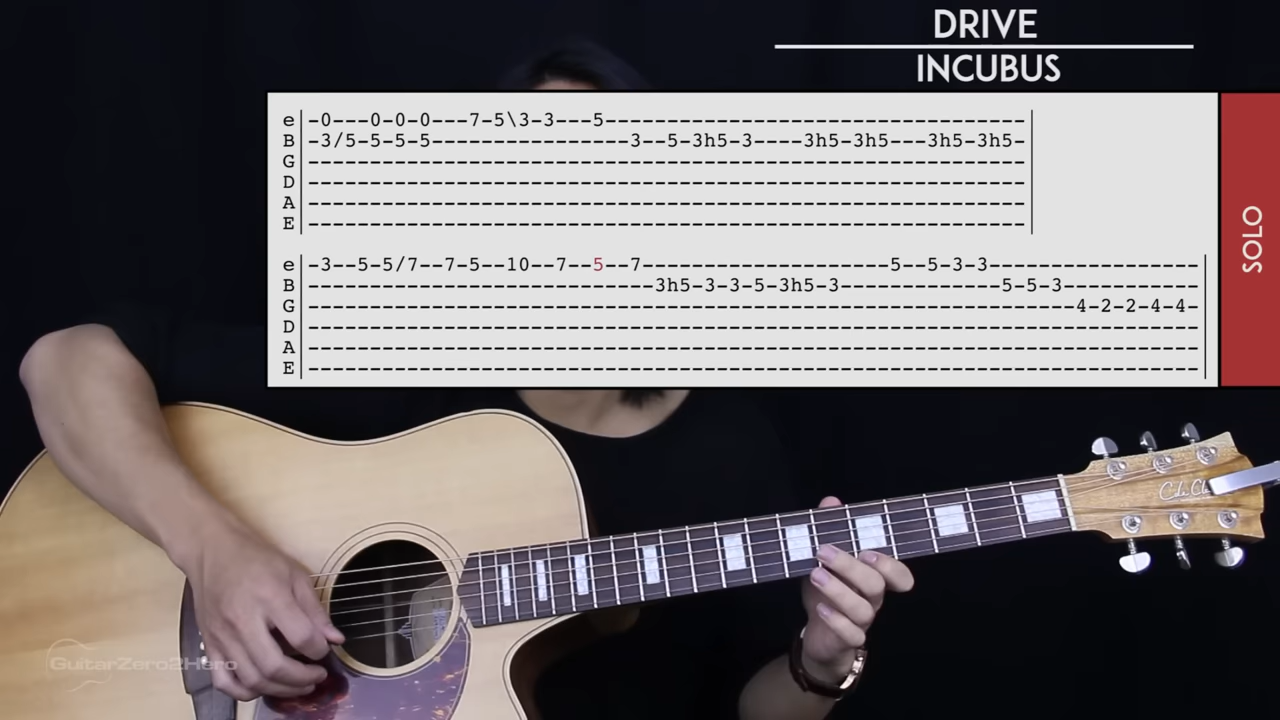 DRIVE
INCUBUS
e|-0---0-0-0---7-5\3-3---5----------------------------------|
B|-3/5-5-5-5----------------3--5-3h5-3----3h5-3h5---3h5-3h5-|
G|----------------------------------------------------------|
D|----------------------------------------------------------|
A|----------------------------------------------------------|
E|----------------------------------------------------------|
SOLO
e|-3--5-5/7--7-5--10--7--5--7--------------------5--5-3-3-----------------|
B|----------------------------3h5-3-3-5-3h5-3-------------5-5-3-----------|
G|--------------------------------------------------------------4-2-2-4-4-|
D|------------------------------------------------------------------------|
A|------------------------------------------------------------------------|
E|------------------------------------------------------------------------|
GuitarZero2Hero